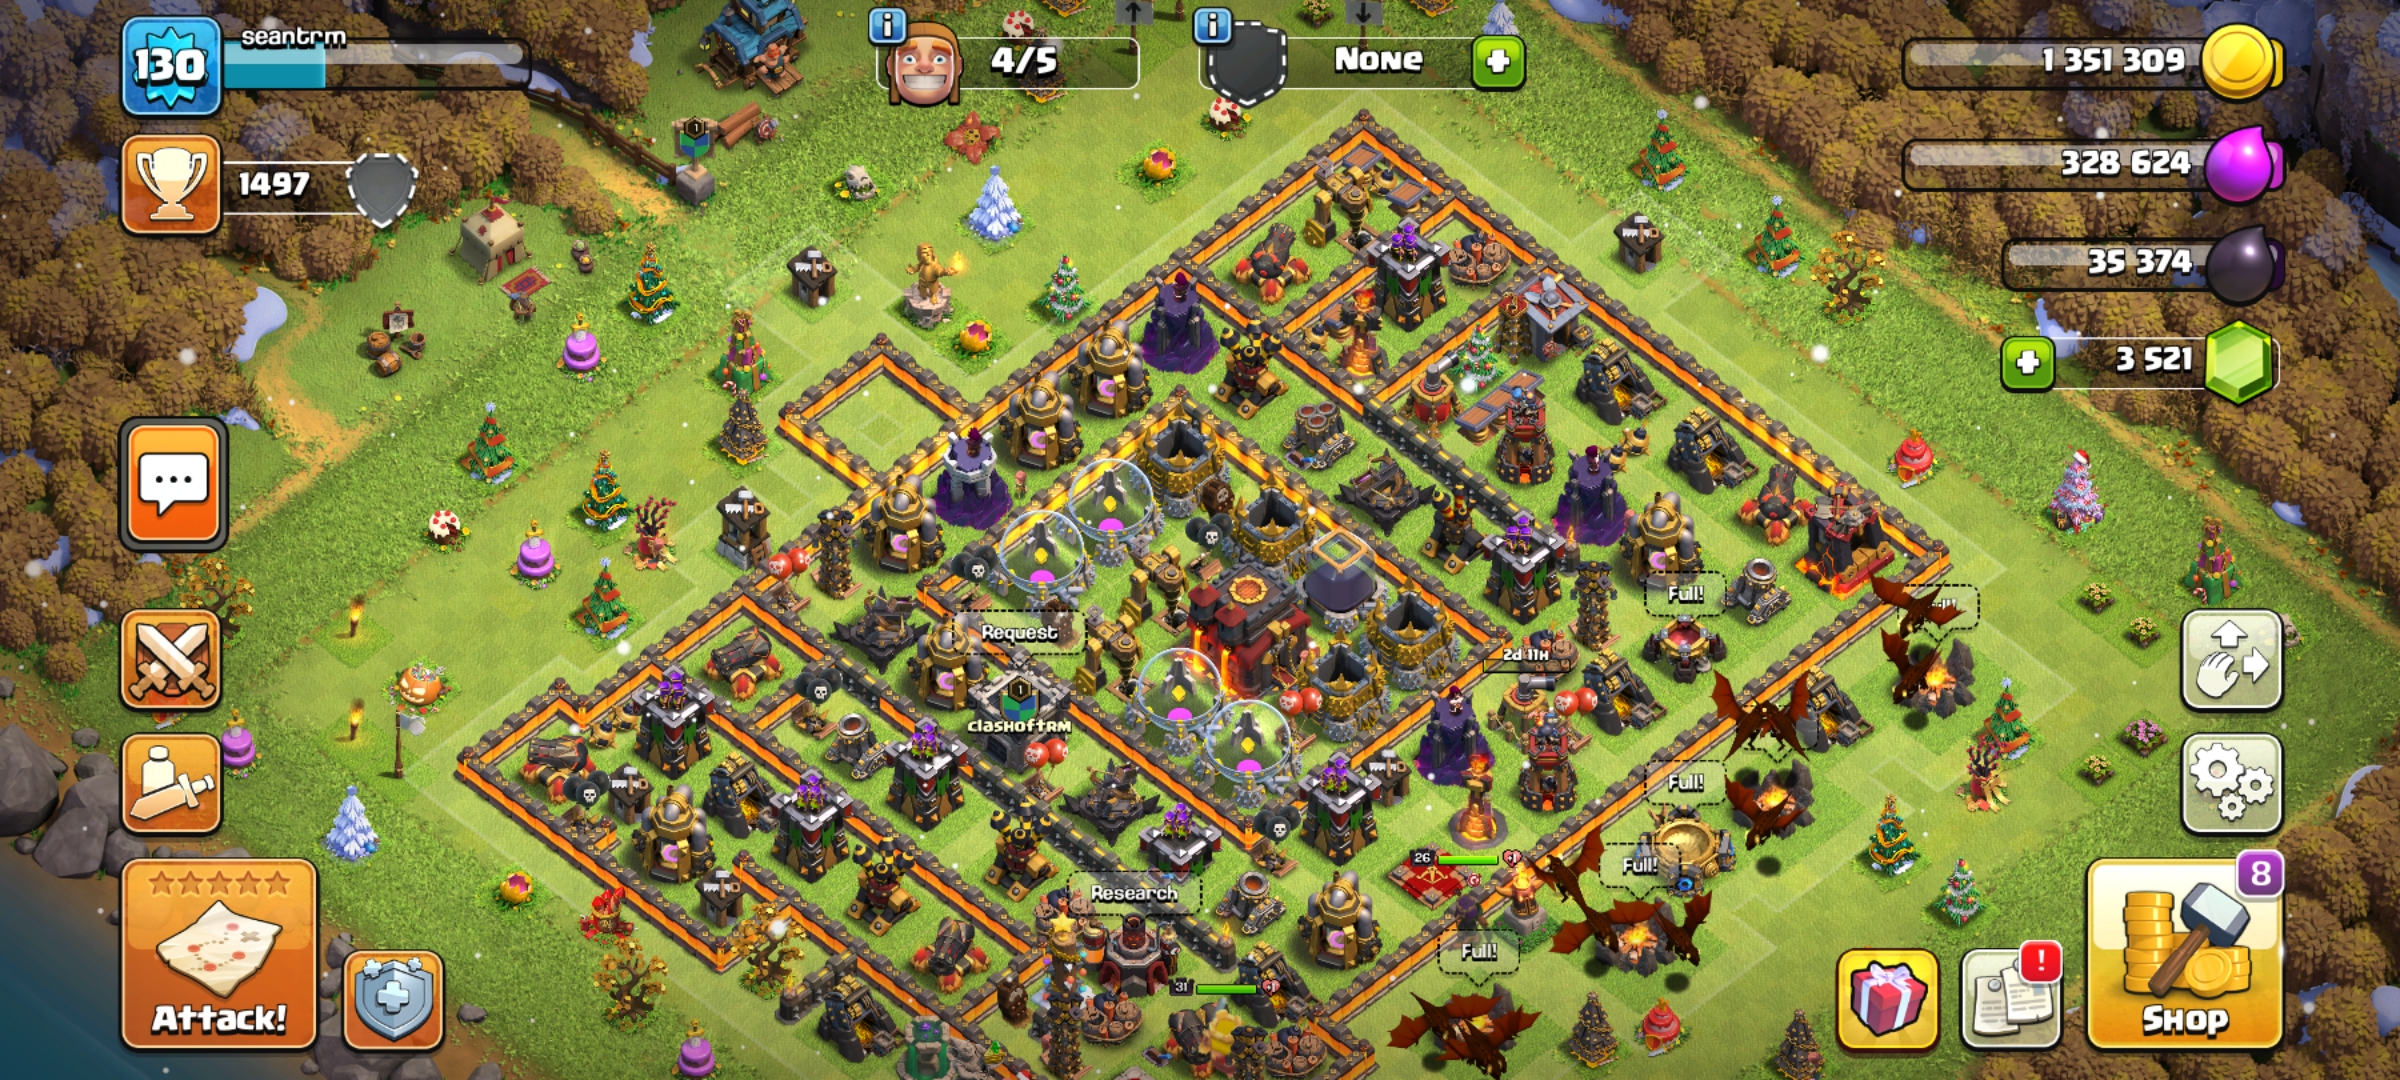 130
seantrm
4/5
None
1 351 309
1497
328 624
35 374
3 521
Full!
Request
2d 11H
1
clashoftRM
Full!
26
Full!
Research
Full!
31
8
Attack!
!
Shop